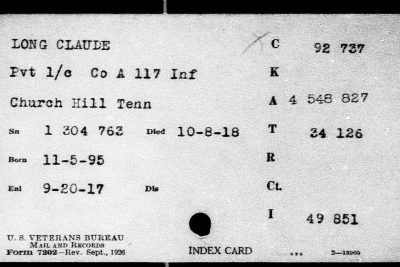 LONG CLAUDE C 92 737
Pvt 1/c Co A 117 Inf K
Church Hill Tenn A 4 548 827
Sn 1 304 763 Died 10-8-18 T 34 126
Born 11-5-95 R
Enl 9-20-17 Dis Ct.
I 49 851
U. S. VETERANS BUREAU
MAIL AND RECORDS
Form 7202—Rev. Sept., 1926 INDEX CARD